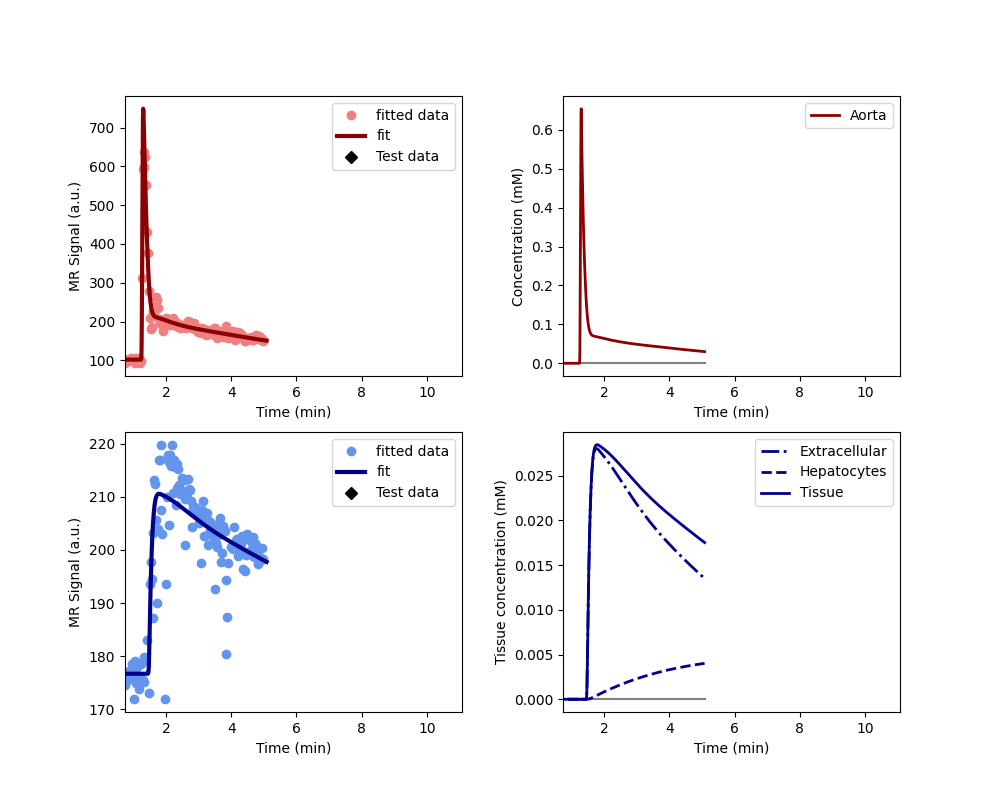 700
600
500
400
300
200
100
MR Signal (a.u.)
2 4 6 8 10
Time (min)
fitted data
fit
Test data
0.6
0.5
0.4
0.3
0.2
0.1
0.0
Concentration (mM)
2 4 6 8 10
Time (min)
Aorta
220
210
200
190
180
170
MR Signal (a.u.)
2 4 6 8 10
Time (min)
fitted data
fit
Test data
0.025
0.020
0.015
0.010
0.005
0.000
Tissue concentration (mM)
2 4 6 8 10
Time (min)
Extracellular
Hepatocytes
Tissue